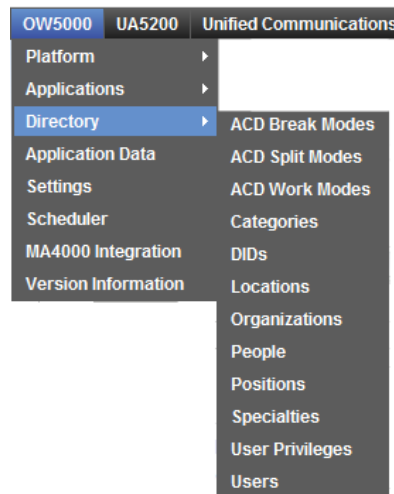 OW5000 UA5200 Unified Communications
Platform
Applications
Directory
Application Data
Settings
Scheduler
MA4000 Integration
Version Information
ACD Break Modes
ACD Split Modes
ACD Work Modes
Categories
DIDs
Locations
Organizations
People
Positions
Specialties
User Privileges
Users